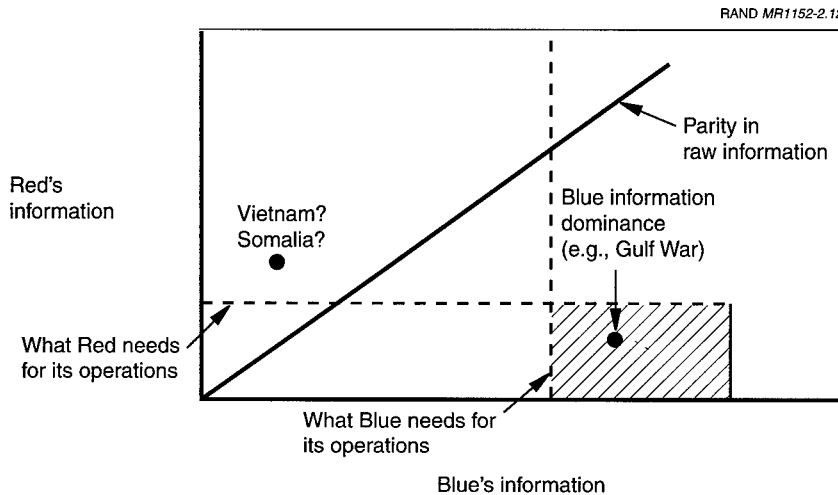 RAND MR1152-2.12
Parity in
raw information
Red's
information
Vietnam?
Somalia?
Blue information
dominance
(e.g., Gulf War)
What Red needs
for its operations
What Blue needs for
its operations
Blue's information